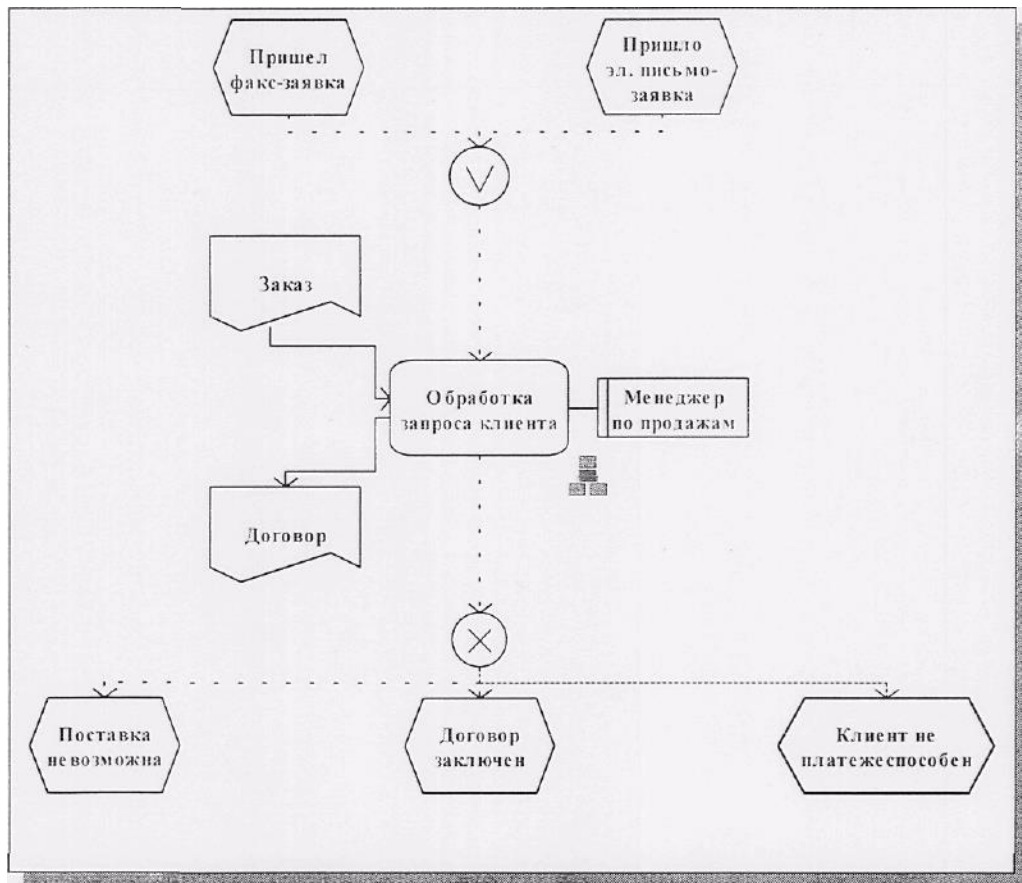 Пришел
факс-заявка
Пришло
эл. письмо-
заявка
Заказ
Обработка
запроса клиента
Менеджер
по продажам
Договор
Поставка
невозможна
Договор
заключен
Клиент не
платежеспособен